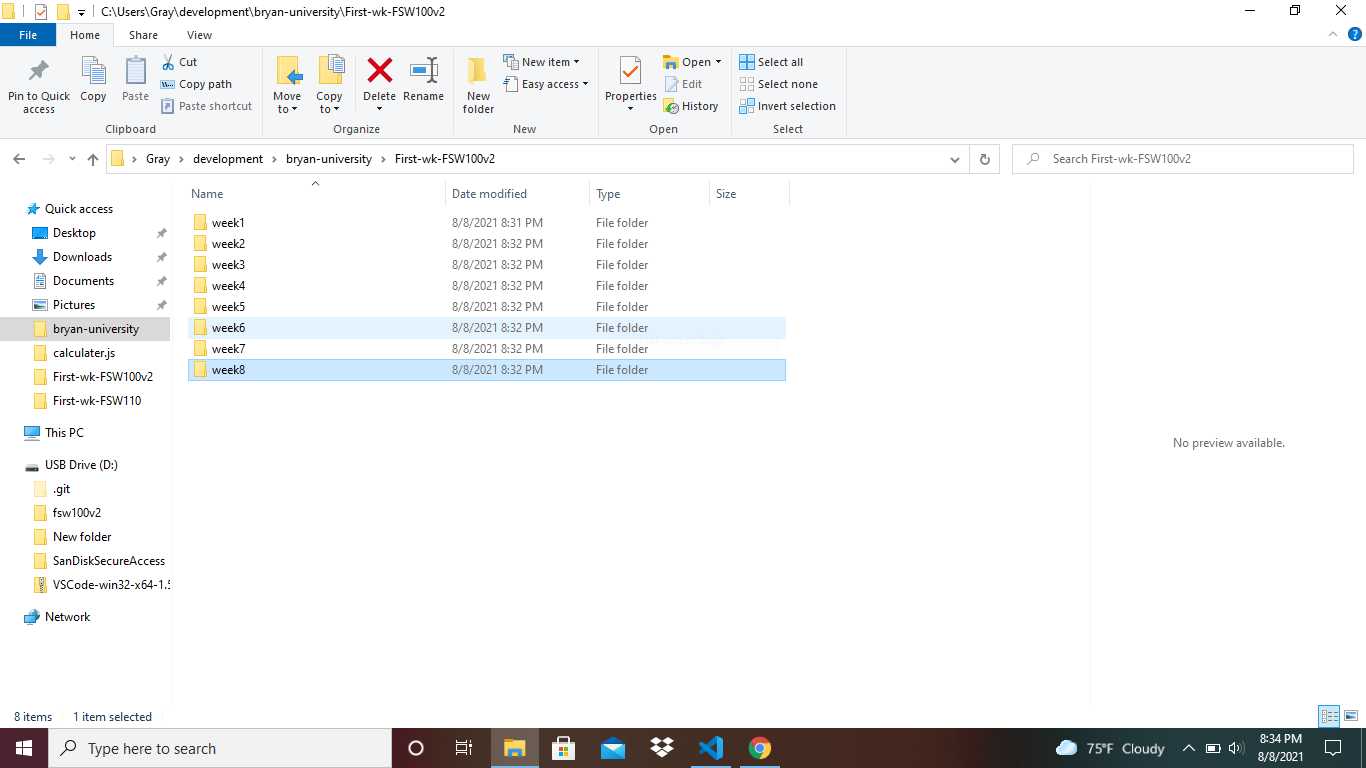 C:\Users\Gray\development\bryan-university\First-wk-FSW100v2
File Home Share View
Pin to Quick access
Copy
Paste
Cut
Copy path
Paste shortcut
Clipboard
Move to
Copy to
Delete
Rename
Organize
New folder
New item
Easy access
New
Properties
Open
Edit
History
Open
Select all
Select none
Invert selection
Select
Gray > development > bryan-university > First-wk-FSW100v2
Search First-wk-FSW100v2
Quick access
Desktop
Downloads
Documents
Pictures
bryan-university
calculater.js
First-wk-FSW100v2
First-wk-FSW110
This PC
USB Drive (D:)
.git
fsw100v2
New folder
SanDiskSecureAccess
VSCode-win32-x64-1.5
Network
Name Date modified Type Size
week1 8/8/2021 8:31 PM File folder
week2 8/8/2021 8:32 PM File folder
week3 8/8/2021 8:32 PM File folder
week4 8/8/2021 8:32 PM File folder
week5 8/8/2021 8:32 PM File folder
week6 8/8/2021 8:32 PM File folder
week7 8/8/2021 8:32 PM File folder
week8 8/8/2021 8:32 PM File folder
No preview available.
8 items 1 item selected
Type here to search
75°F Cloudy
8:34 PM
8/8/2021